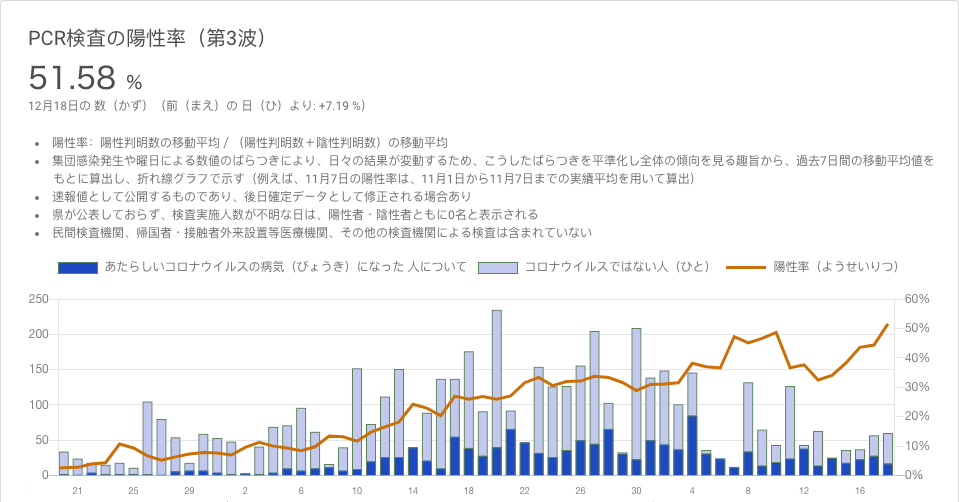 PCR検査の陽性率（第3波）
51.58 %
12月18日の 数（かず）（前（まえ）の 日（ひ）より: +7.19 %）
陽性率：陽性判明数の移動平均 / （陽性判明数＋陰性判明数）の移動平均
集団感染発生や曜日による数値のばらつきにより、日々の結果が変動するため、こうしたばらつきを平準化し全体の傾向を見る趣旨から、過去7日間の移動平均値を
もとに算出し、折れ線グラフで示す（例えば、11月7日の陽性率は、11月1日から11月7日までの実績平均を用いて算出）
速報値として公開するものであり、後日確定データとして修正される場合あり
県が公表しておらず、検査実施人数が不明な日は、陽性者・陰性者ともに0名と表示される
民間検査機関、帰国者・接触者外来設置等医療機関、その他の検査機関による検査は含まれていない
あたらしいコロナウイルスの病気（びょうき）になった 人について コロナウイルスではない人（ひと） 陽性率（ようせいりつ）
250 60%
50%
200
40%
150
30%
100
20%
50
10%
0 0%
21 25 29 2 6 10 14 18 22 26 30 4 8 12 16